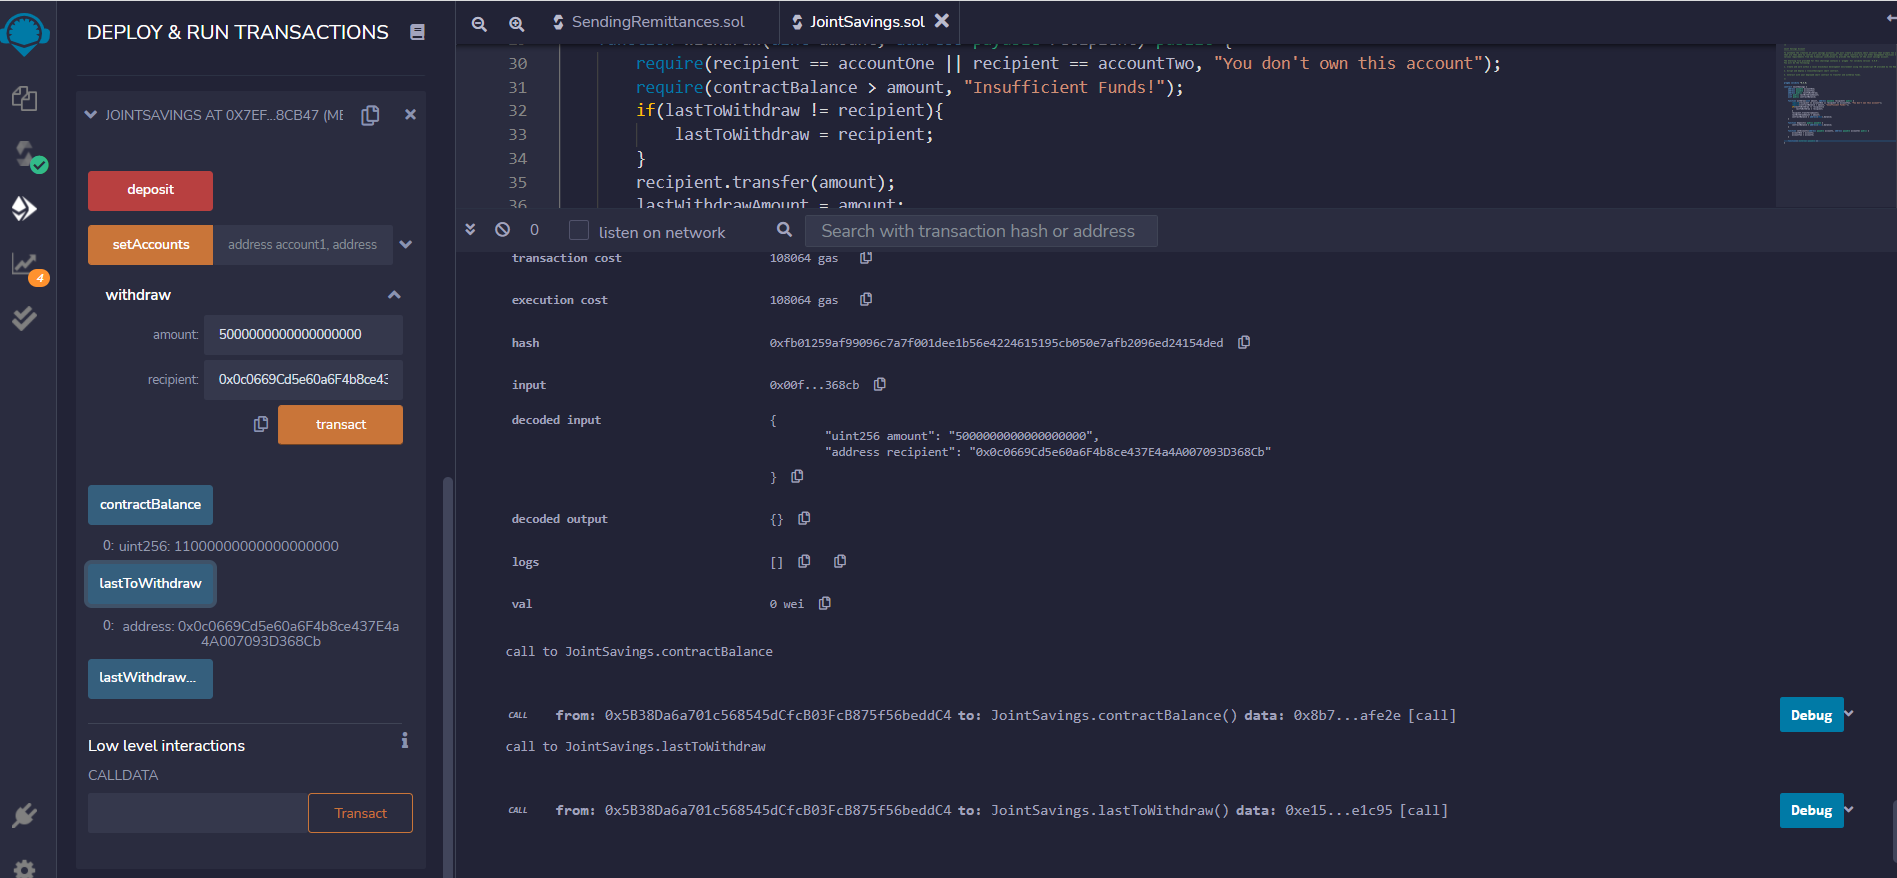 DEPLOY & RUN TRANSACTIONS
JOINTSAVINGS AT 0X7EF...8CB47 (ME
deposit
setAccounts
address account1, address
withdraw
amount:
5000000000000000000
recipient:
0x0c0669Cd5e60a6F4b8ce43
transact
contractBalance
0: uint256: 11000000000000000000
lastToWithdraw
0: address: 0x0c0669Cd5e60a6F4b8ce437E4a
4A007093D368Cb
lastWithdraw...
Low level interactions
i
CALLDATA
Transact
4
SendingRemittances.sol
JointSavings.sol
30 require(recipient == accountOne || recipient == accountTwo, "You don't own this account");
31 require(contractBalance > amount, "Insufficient Funds!");
32 if(lastToWithdraw != recipient){
33 lastToWithdraw = recipient;
34 }
35 recipient.transfer(amount);
36 lastWithdrawAmount = amount;
0
listen on network
Search with transaction hash or address
transaction cost 108064 gas
execution cost 108064 gas
hash 0xfb01259af99096c7a7f001dee1b56e4224615195cb050e7afb2096ed24154ded
input 0x00f...368cb
decoded input {
"uint256 amount": "5000000000000000000",
"address recipient": "0x0c0669Cd5e60a6F4b8ce437E4a4A007093D368Cb"
}
decoded output {}
logs []
val 0 wei
call to JointSavings.contractBalance
CALL from: 0x5B38Da6a701c568545dCfcB03FcB875f56beddC4 to: JointSavings.contractBalance() data: 0x8b7...afe2e [call]
Debug
call to JointSavings.lastToWithdraw
CALL from: 0x5B38Da6a701c568545dCfcB03FcB875f56beddC4 to: JointSavings.lastToWithdraw() data: 0xe15...e1c95 [call]
Debug